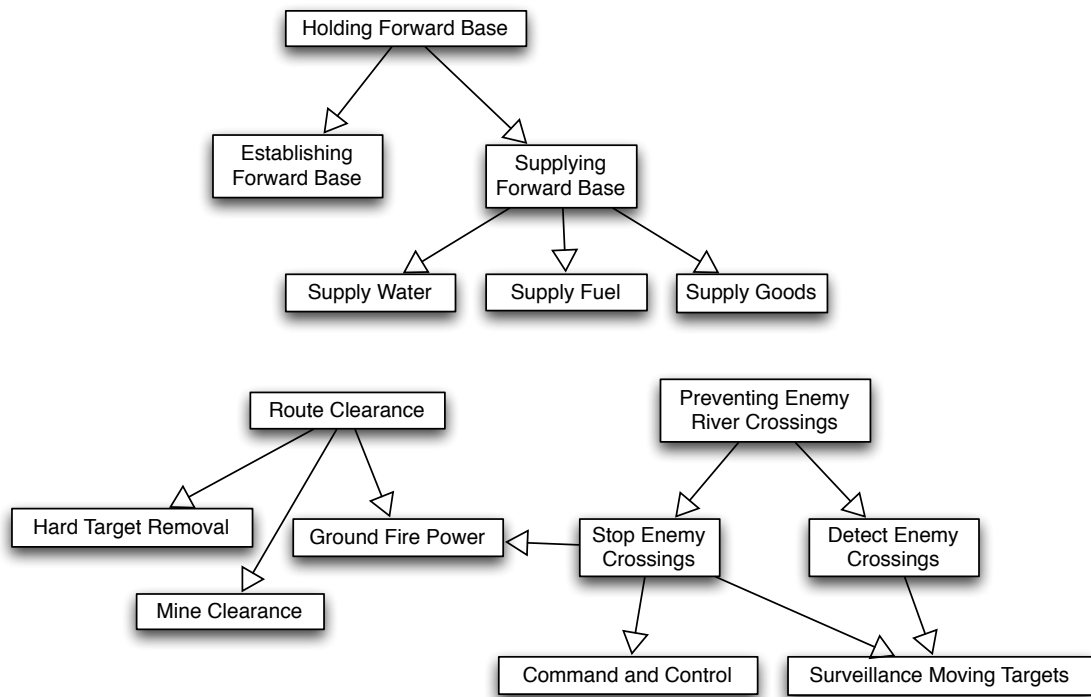 Holding Forward Base
Establishing
Forward Base
Supplying
Forward Base
Supply Water
Supply Fuel
Supply Goods
Route Clearance
Preventing Enemy
River Crossings
Hard Target Removal
Ground Fire Power
Stop Enemy
Crossings
Detect Enemy
Crossings
Mine Clearance
Command and Control
Surveillance Moving Targets